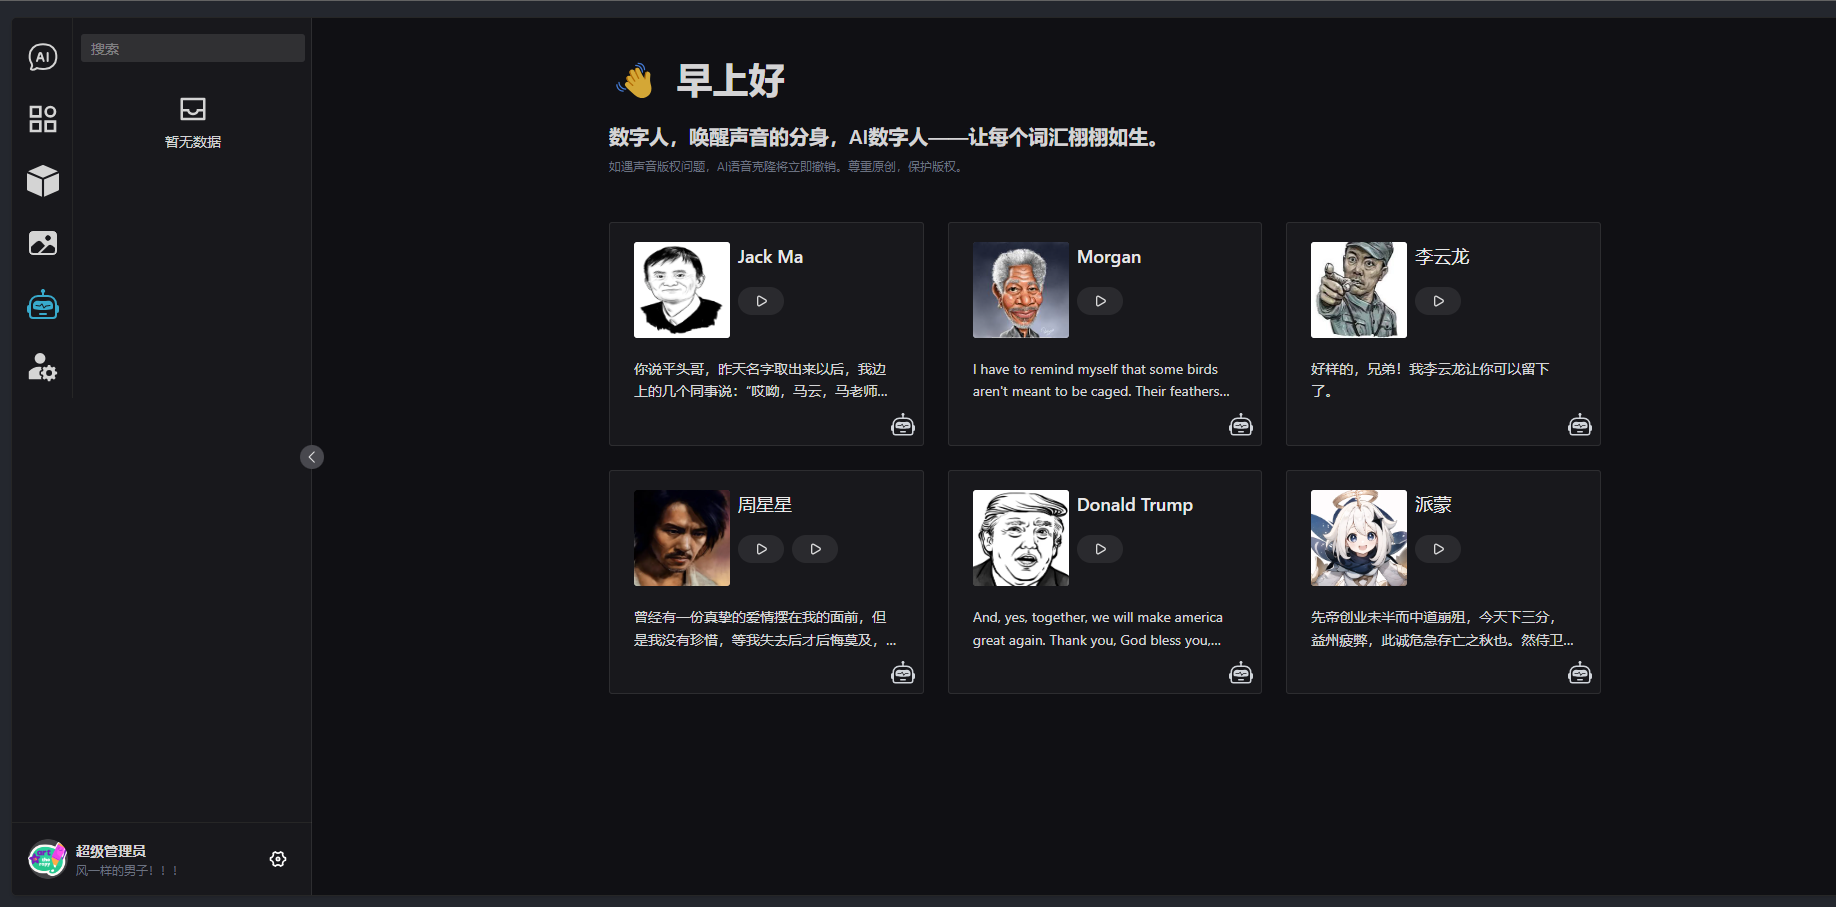 AI
搜索
暂无数据
早上好
数字人，唤醒声音的分身，AI数字人——让每个词汇栩栩如生。
如遇声音版权问题，AI语音克隆将立即撤销。尊重原创，保护版权。
Jack Ma
你说平头哥，昨天名字取出来以后，我边
上的几个同事说：“哎呦，马云，马老师...
Morgan
I have to remind myself that some birds
aren't meant to be caged. Their feathers...
李云龙
好样的，兄弟！我李云龙让你可以留下
了。
周星星
曾经有一份真挚的爱情摆在我的面前，但
是我没有珍惜，等我失去后才后悔莫及，...
Donald Trump
And, yes, together, we will make america
great again. Thank you, God bless you,...
派蒙
先帝创业未半而中道崩殂，今天下三分，
益州疲弊，此诚危急存亡之秋也。然侍卫...
超级管理员
风一样的男子！！！